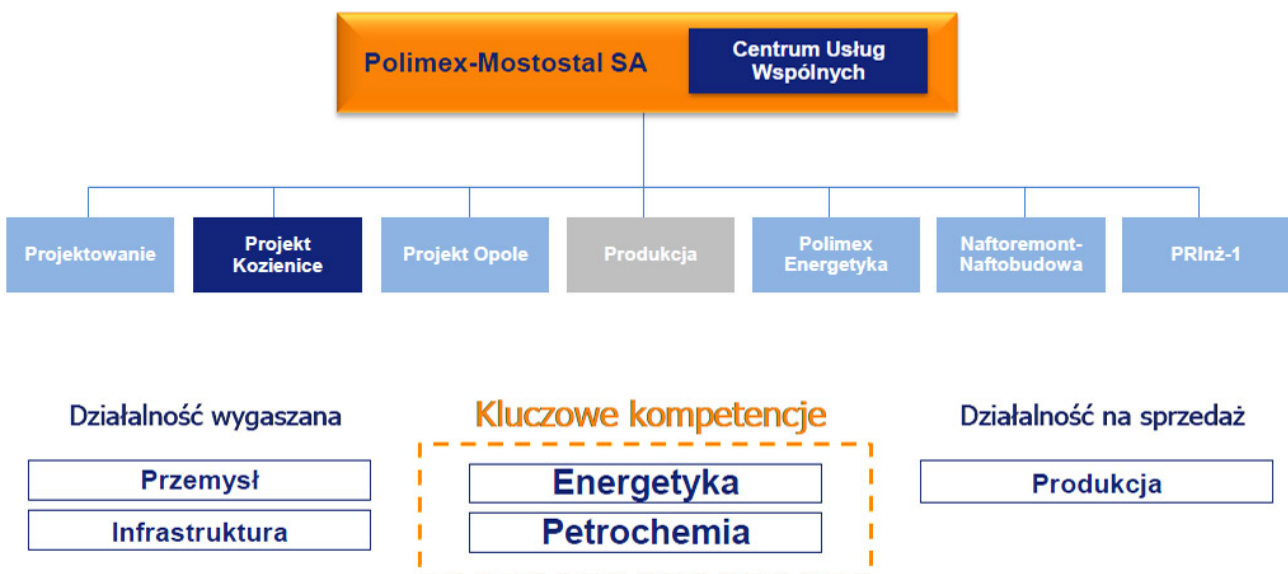 Polimex-Mostostal SA
Centrum Usług
Wspólnych
Projektowanie
Projekt
Kozienice
Projekt Opole
Produkcja
Polimex
Energetyka
Naftoremont-
Naftobudowa
PRInż-1
Działalność wygaszana
Przemysł
Infrastruktura
Kluczowe kompetencje
Energetyka
Petrochemia
Działalność na sprzedaż
Produkcja